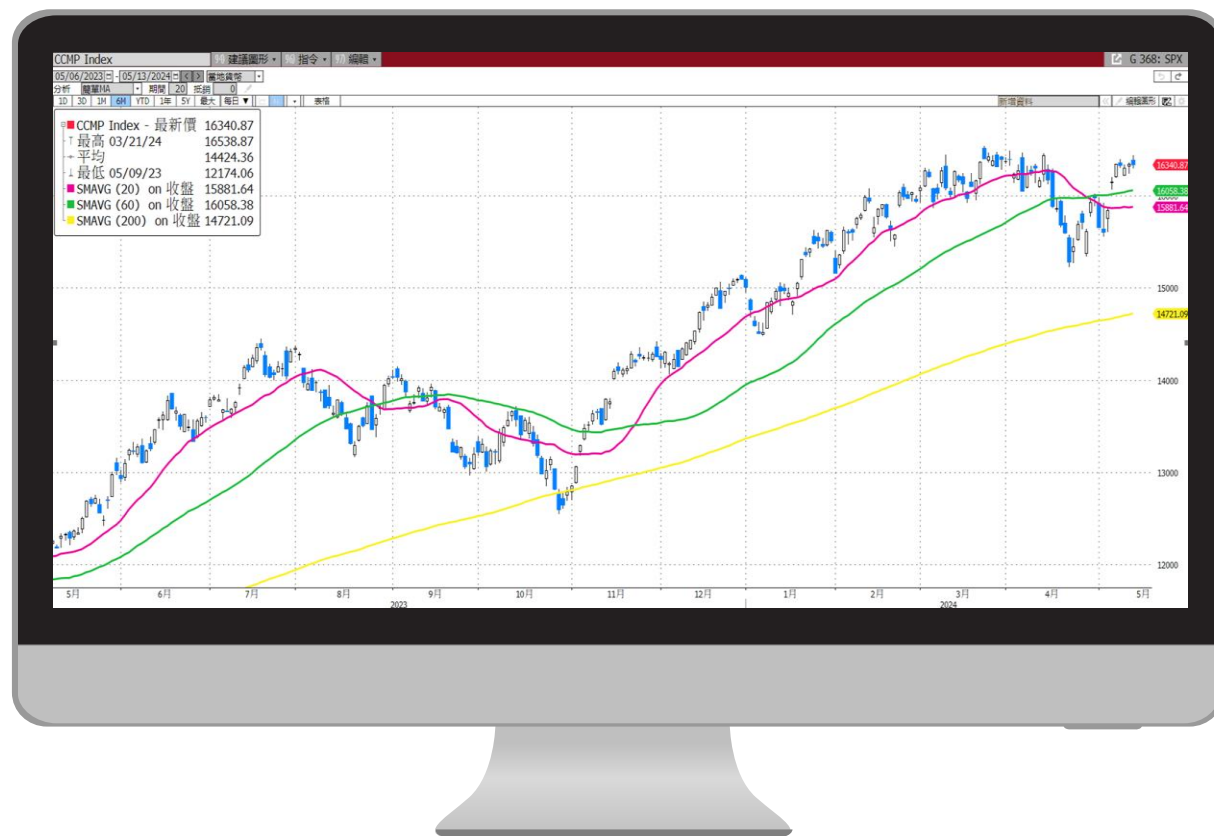 CCMP Index 99 建議圖形 · 96 指令 · 97 編輯 · G 368: SPX
05/06/2023 - 05/13/2024 < > 當地貨幣
分析 簡單MA 期間 20 抵銷 0
1D 3D 1M 6M YTD 1年 5Y 最大 每日 ▼ 表格 新增資料 « 編輯圖形
CCMP Index - 最新價 16340.87
最高 03/21/24 16538.87
平均 14424.36
最低 05/09/23 12174.06
SMAVG (20) on 收盤 15881.64
SMAVG (60) on 收盤 16058.38
SMAVG (200) on 收盤 14721.09
16340.87
16058.38
16000
15881.64
15000
14721.09
14000
13000
12000
5月 6月 7月 8月 9月 10月 11月 12月 1月 2月 3月 4月 5月
2023 2024